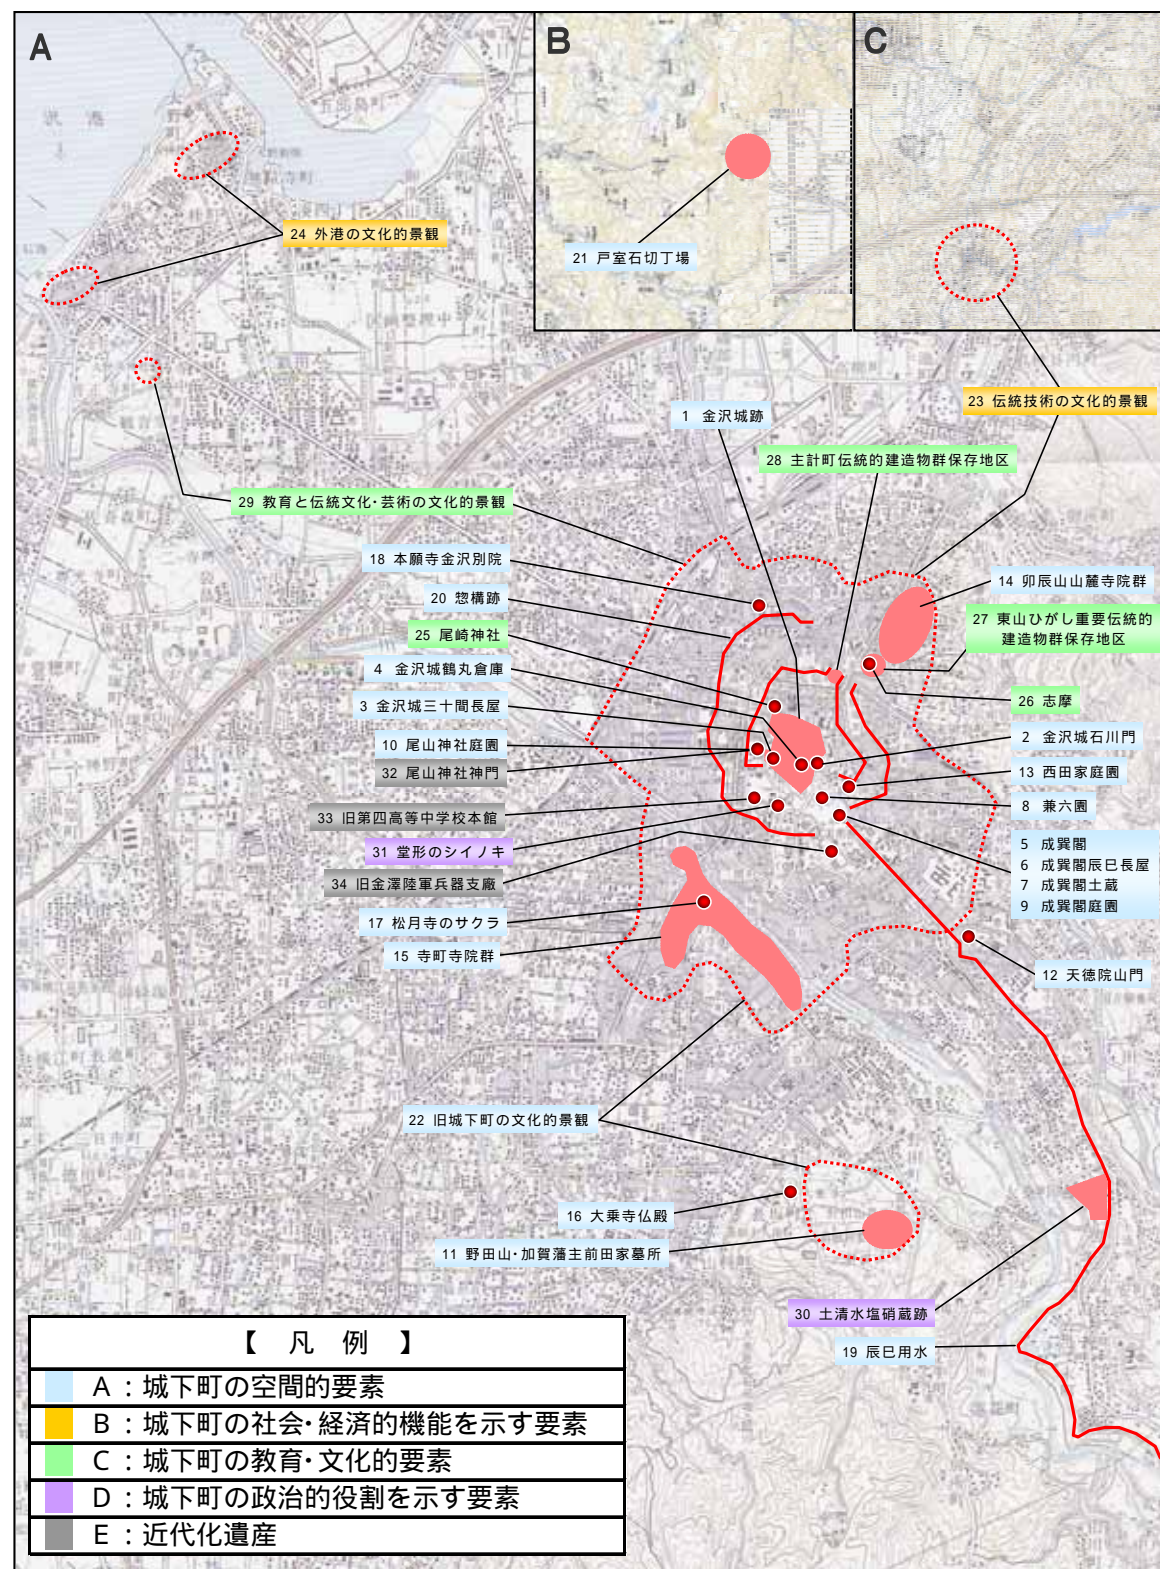 A
B
C
24 外港の文化的景観
21 戸室石切丁場
23 伝統技術の文化的景観
1 金沢城跡
28 主計町伝統的建造物群保存地区
29 教育と伝統文化・芸術の文化的景観
18 本願寺金沢別院
20 惣構跡
25 尾崎神社
4 金沢城鶴丸倉庫
3 金沢城三十間長屋
10 尾山神社庭園
32 尾山神社神門
33 旧第四高等中学校本館
31 堂形のシイノキ
34 旧金澤陸軍兵器支廠
17 松月寺のサクラ
15 寺町寺院群
14 卯辰山山麓寺院群
27 東山ひがし重要伝統的
建造物群保存地区
26 志摩
2 金沢城石川門
13 西田家庭園
8 兼六園
5 成巽閣
6 成巽閣辰巳長屋
7 成巽閣土蔵
9 成巽閣庭園
12 天徳院山門
22 旧城下町の文化的景観
16 大乗寺仏殿
11 野田山・加賀藩主前田家墓所
30 土清水塩硝蔵跡
19 辰巳用水
【 凡 例 】
A：城下町の空間的要素
B：城下町の社会・経済的機能を示す要素
C：城下町の教育・文化的要素
D：城下町の政治的役割を示す要素
E：近代化遺産